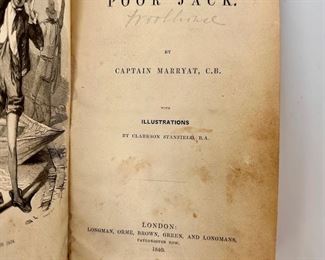 POOR JACK.
BY
CAPTAIN MARRYAT, C.B.
WITH
ILLUSTRATIONS
BY CLARKSON STANFIELD, R.A.
LONDON:
LONGMAN, ORME, BROWN, GREEN, AND LONGMANS,
PATERNOSTER ROW.
1840.